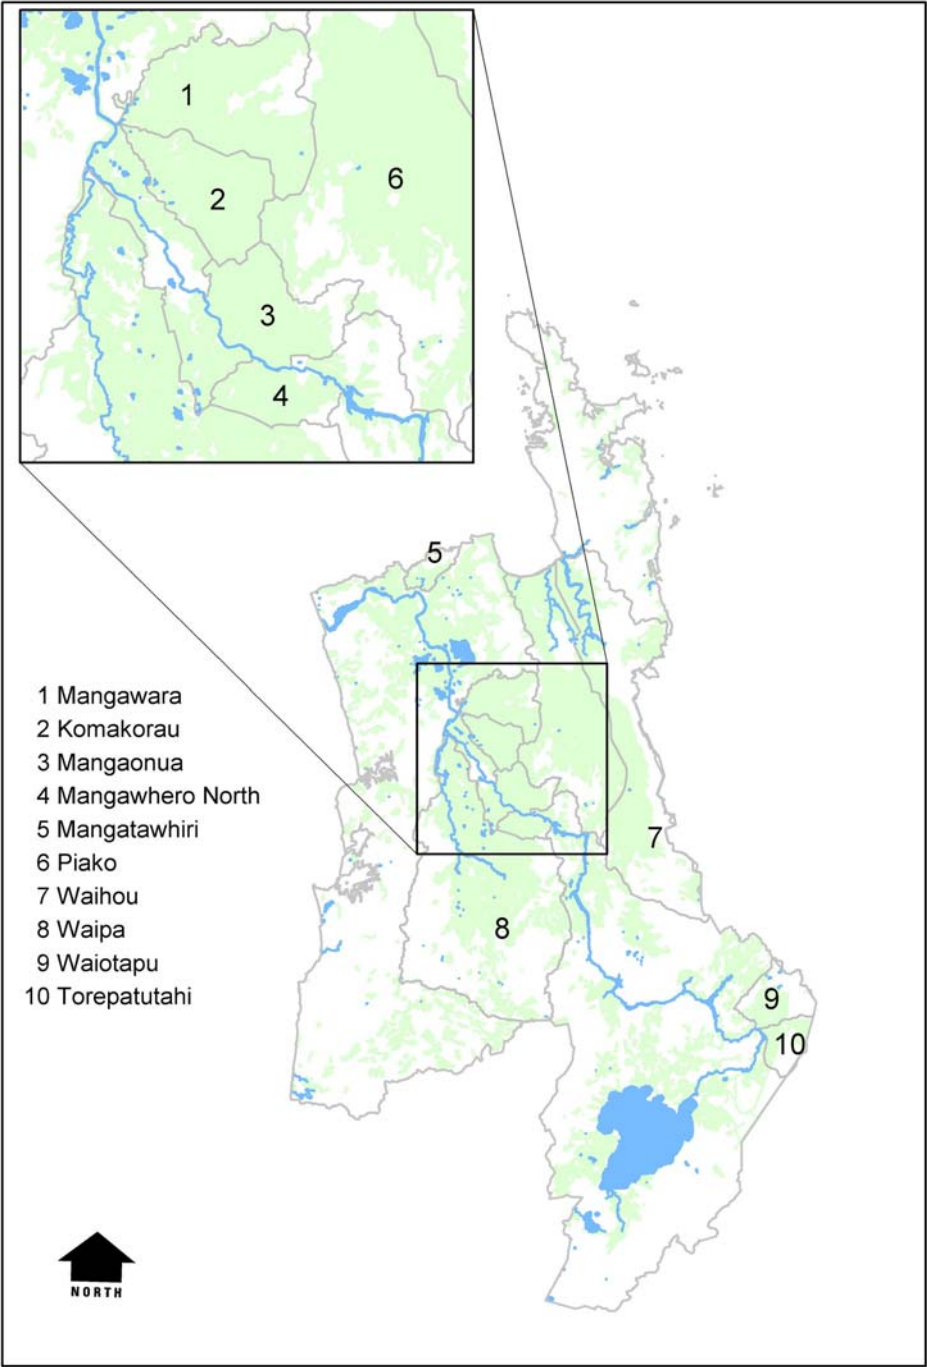 1
2
6
3
4
5
1 Mangawara
2 Komakorau
3 Mangaonua
4 Mangawhero North
5 Mangatawhiri
6 Piako
7 Waihou
8 Waipa
9 Waiotapu
10 Torepatutahi
7
8
9
10
NORTH